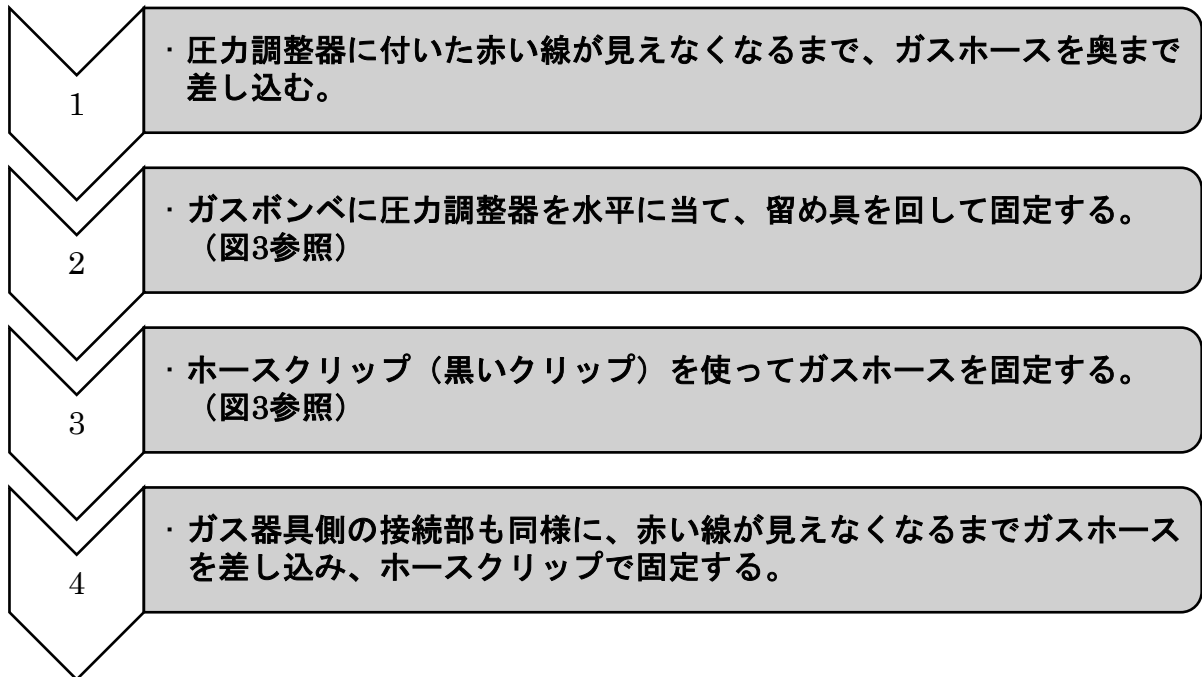 1
・圧力調整器に付いた赤い線が見えなくなるまで、ガスホースを奥まで
差し込む。
2
・ガスボンベに圧力調整器を水平に当て、留め具を回して固定する。
（図3参照）
3
・ホースクリップ（黒いクリップ）を使ってガスホースを固定する。
（図3参照）
4
・ガス器具側の接続部も同様に、赤い線が見えなくなるまでガスホース
を差し込み、ホースクリップで固定する。